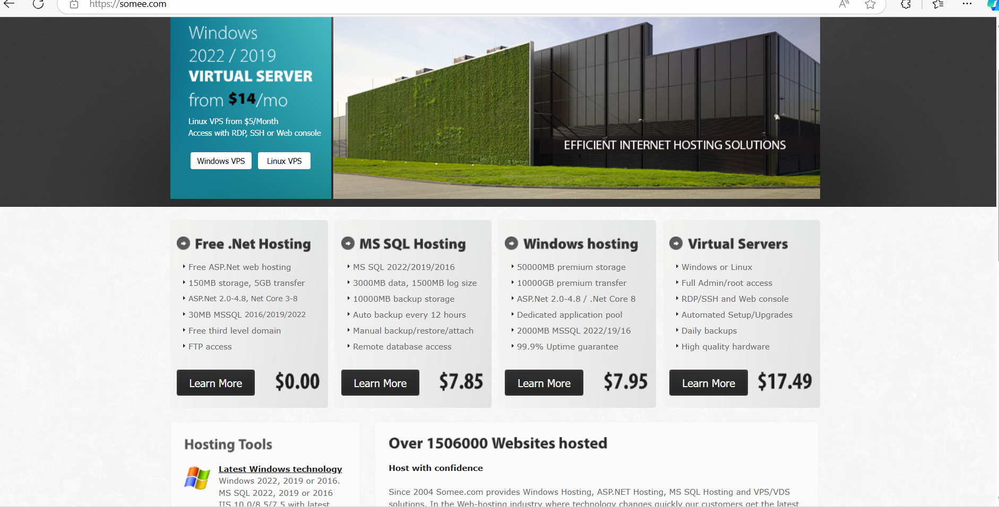 https://somee.com
Windows
2022 / 2019
VIRTUAL SERVER
from $14/mo
Linux VPS from $5/Month
Access with RDP, SSH or Web console
Windows VPS
Linux VPS
EFFICIENT INTERNET HOSTING SOLUTIONS
Free .Net Hosting
Free ASP.Net web hosting
150MB storage, 5GB transfer
ASP.Net 2.0-4.8, Net Core 3-8
30MB MSSQL 2016/2019/2022
Free third level domain
FTP access
Learn More
$0.00
MS SQL Hosting
MS SQL 2022/2019/2016
3000MB data, 1500MB log size
10000MB backup storage
Auto backup every 12 hours
Manual backup/restore/attach
Remote database access
Learn More
$7.85
Windows hosting
50000MB premium storage
10000GB premium transfer
ASP.Net 2.0-4.8 / .Net Core 8
Dedicated application pool
2000MB MSSQL 2022/19/16
99.9% Uptime guarantee
Learn More
$7.95
Virtual Servers
Windows or Linux
Full Admin/root access
RDP/SSH and Web console
Automated Setup/Upgrades
Daily backups
High quality hardware
Learn More
$17.49
Hosting Tools
Latest Windows technology
Windows 2022, 2019 or 2016.
MS SQL 2022, 2019 or 2016
IIS 10.0/8.5/7.5 with latest
Over 1506000 Websites hosted
Host with confidence
Since 2004 Somee.com provides Windows Hosting, ASP.NET Hosting, MS SQL Hosting and VPS/VDS
solutions. In the Web-hosting industry where technology changes quickly our customers get the latest